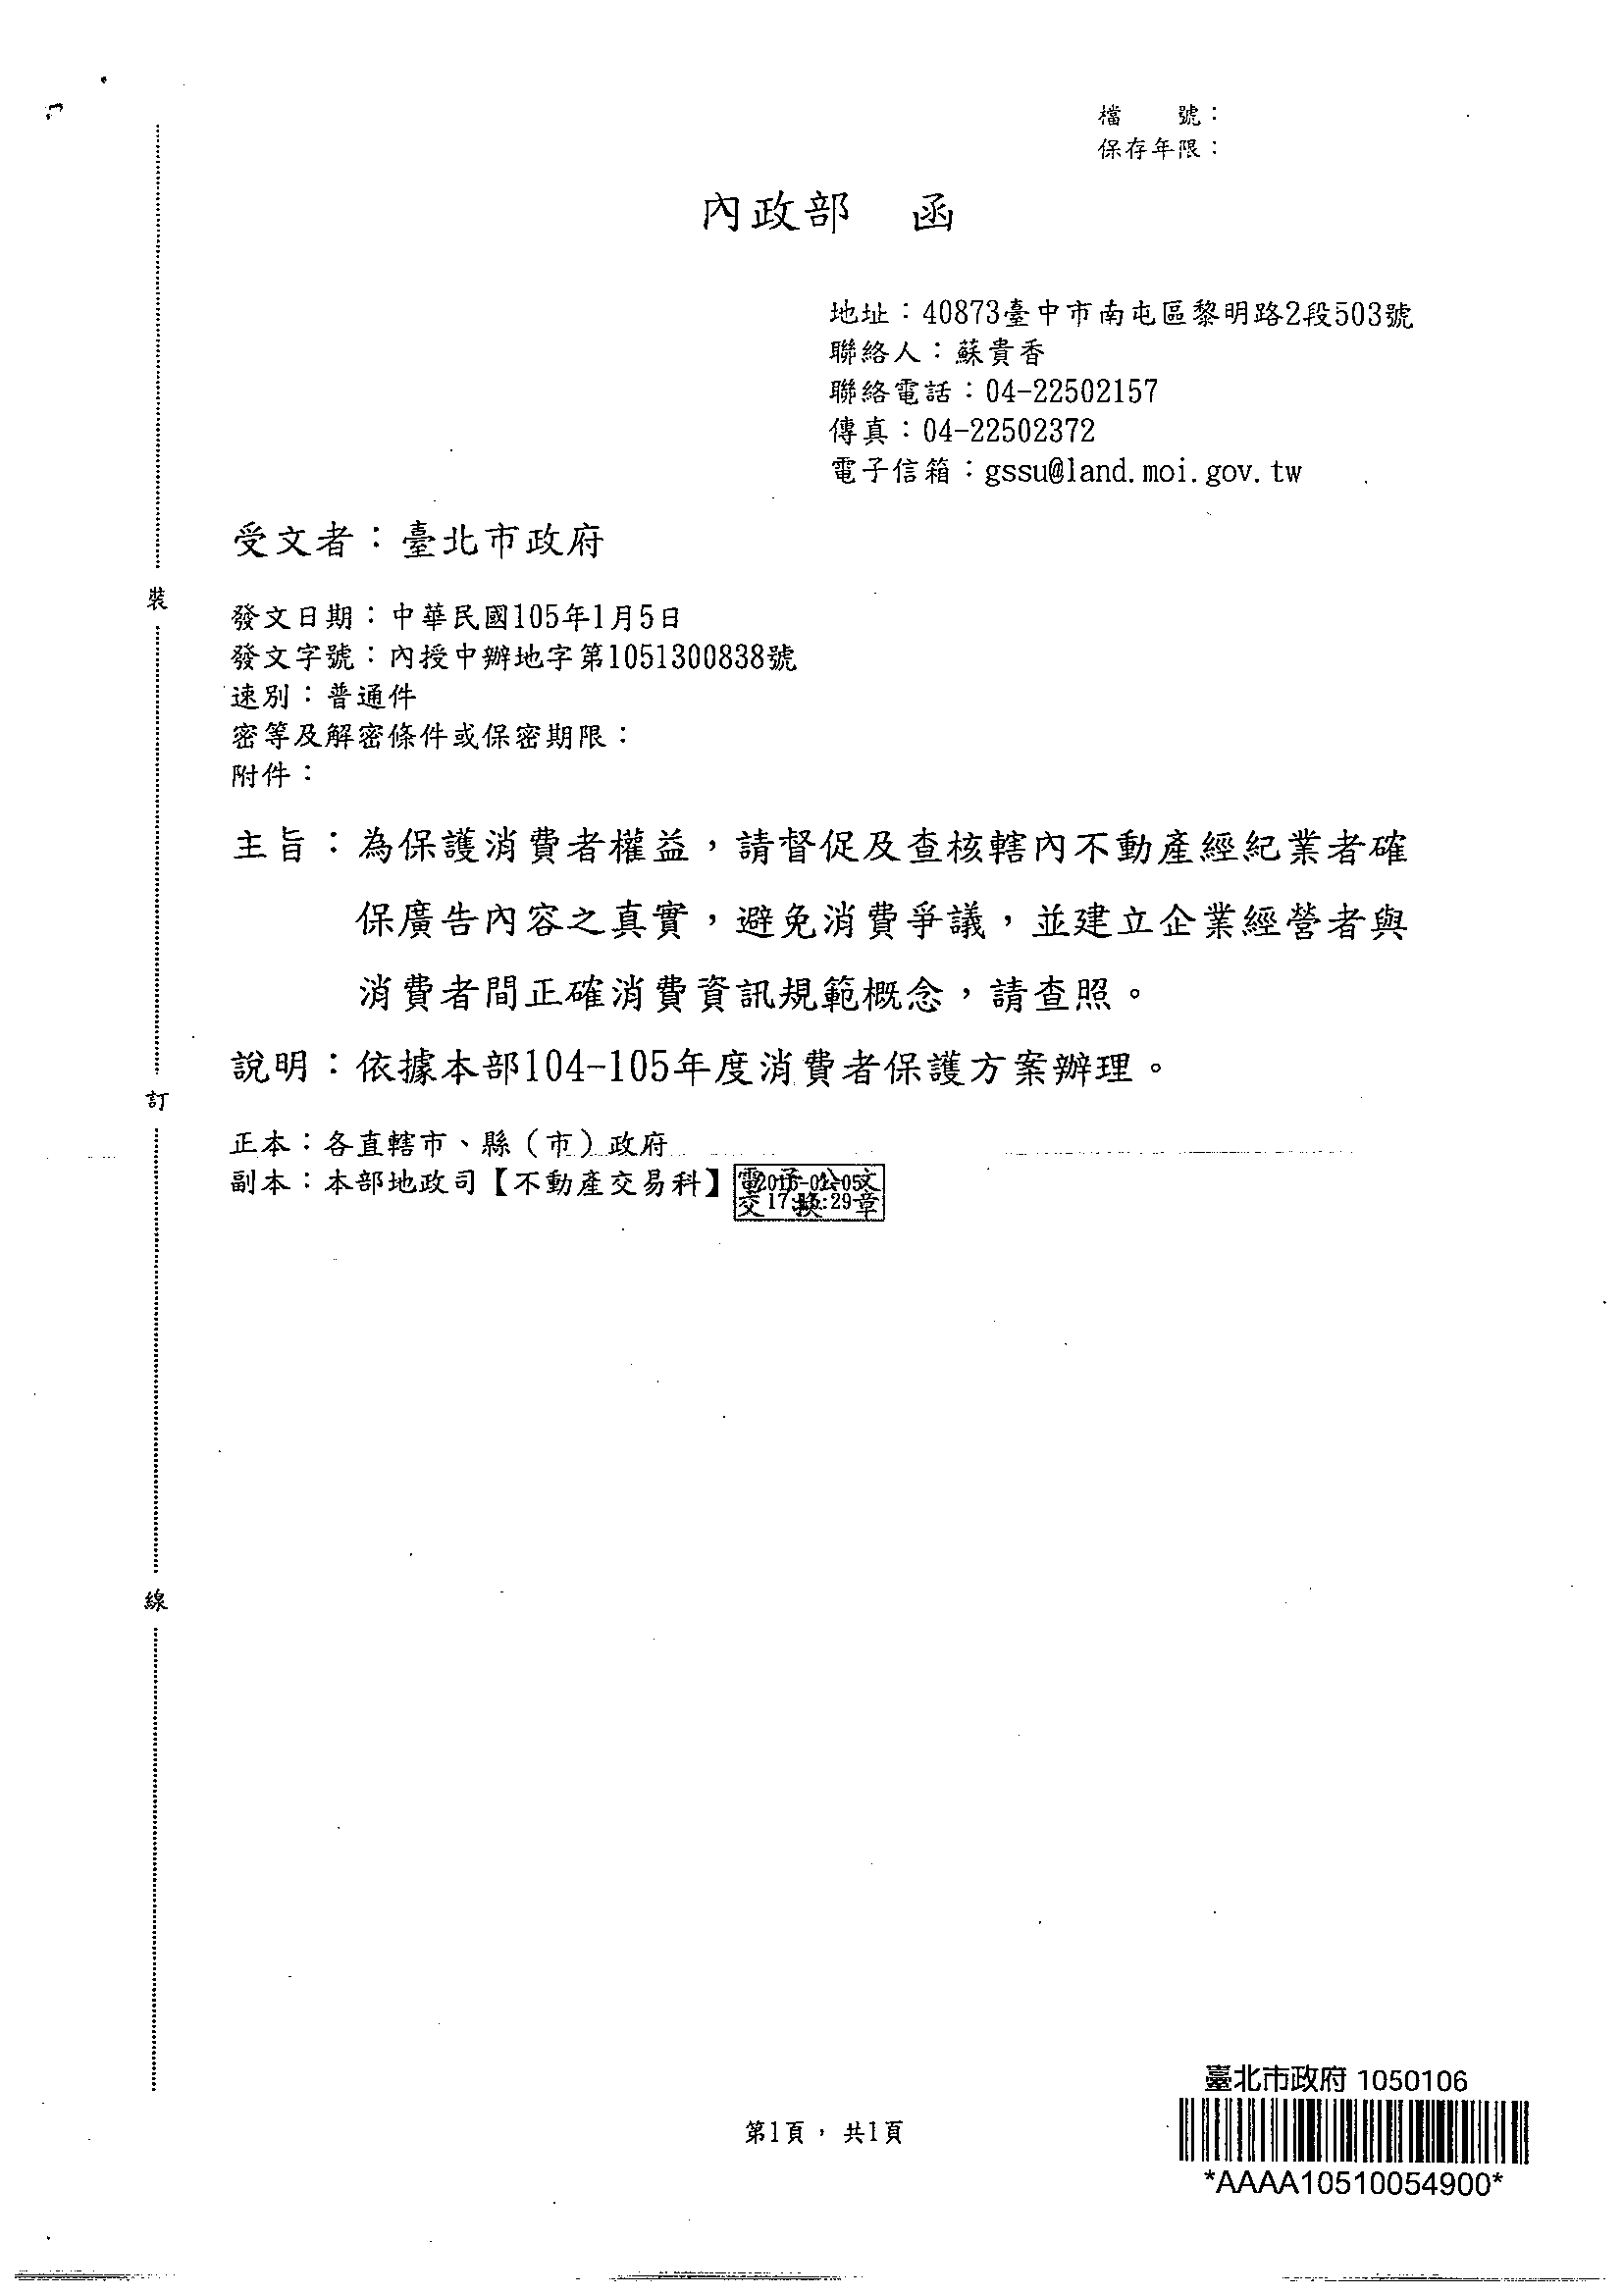 檔　　號：
保存年限：
內政部　函
地址：40873臺中市南屯區黎明路2段503號
聯絡人：蘇貴香
聯絡電話：04-22502157
傳真：04-22502372
電子信箱：gssu@land.moi.gov.tw
受文者：臺北市政府
發文日期：中華民國105年1月5日
發文字號：內授中辦地字第1051300838號
速別：普通件
密等及解密條件或保密期限：
附件：
主旨：為保護消費者權益，請督促及查核轄內不動產經紀業者確
保廣告內容之真實，避免消費爭議，並建立企業經營者與
消費者間正確消費資訊規範概念，請查照。
說明：依據本部104-105年度消費者保護方案辦理。
正本：各直轄市、縣（市）政府
副本：本部地政司【不動產交易科】
電子公文
交換章
2016-01-05
裝
訂
線
第1頁，共1頁
臺北市政府 1050106
*AAAA10510054900*